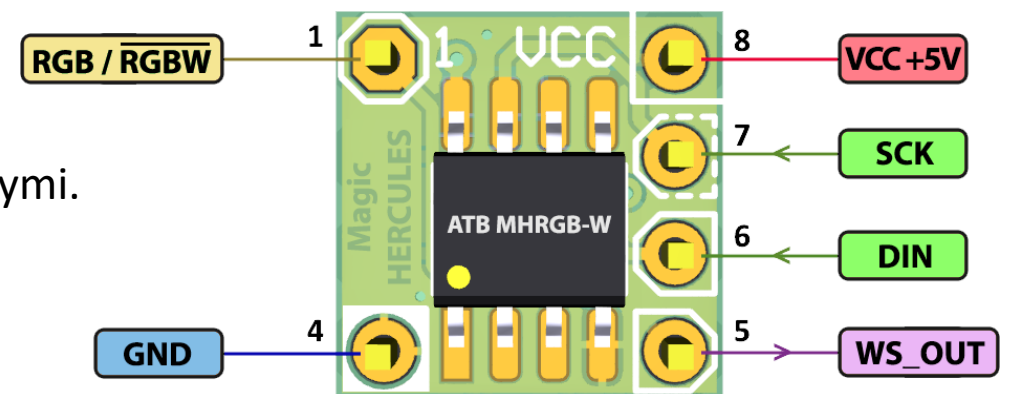 1 1 VCC 8
RGB / RGBW VCC +5V
7
SCK
ymi.
Magic
HERCULES
ATB MHRGB-W
6
DIN
4 5
GND WS_OUT